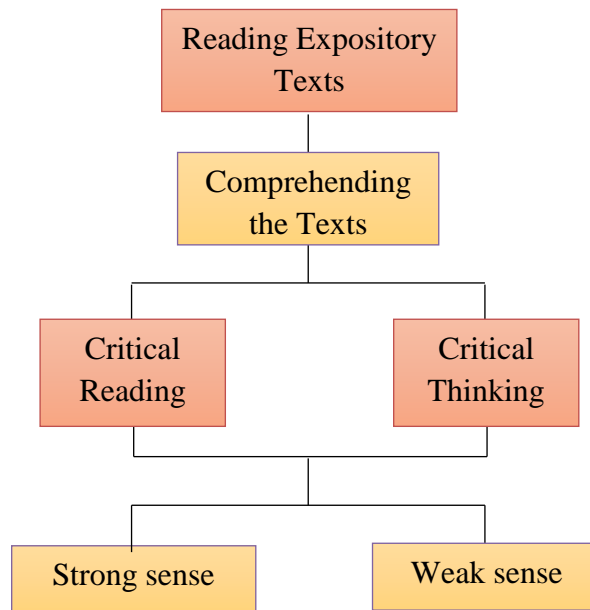 Reading Expository
Texts
Comprehending
the Texts
Critical
Reading
Critical
Thinking
Strong sense
Weak sense